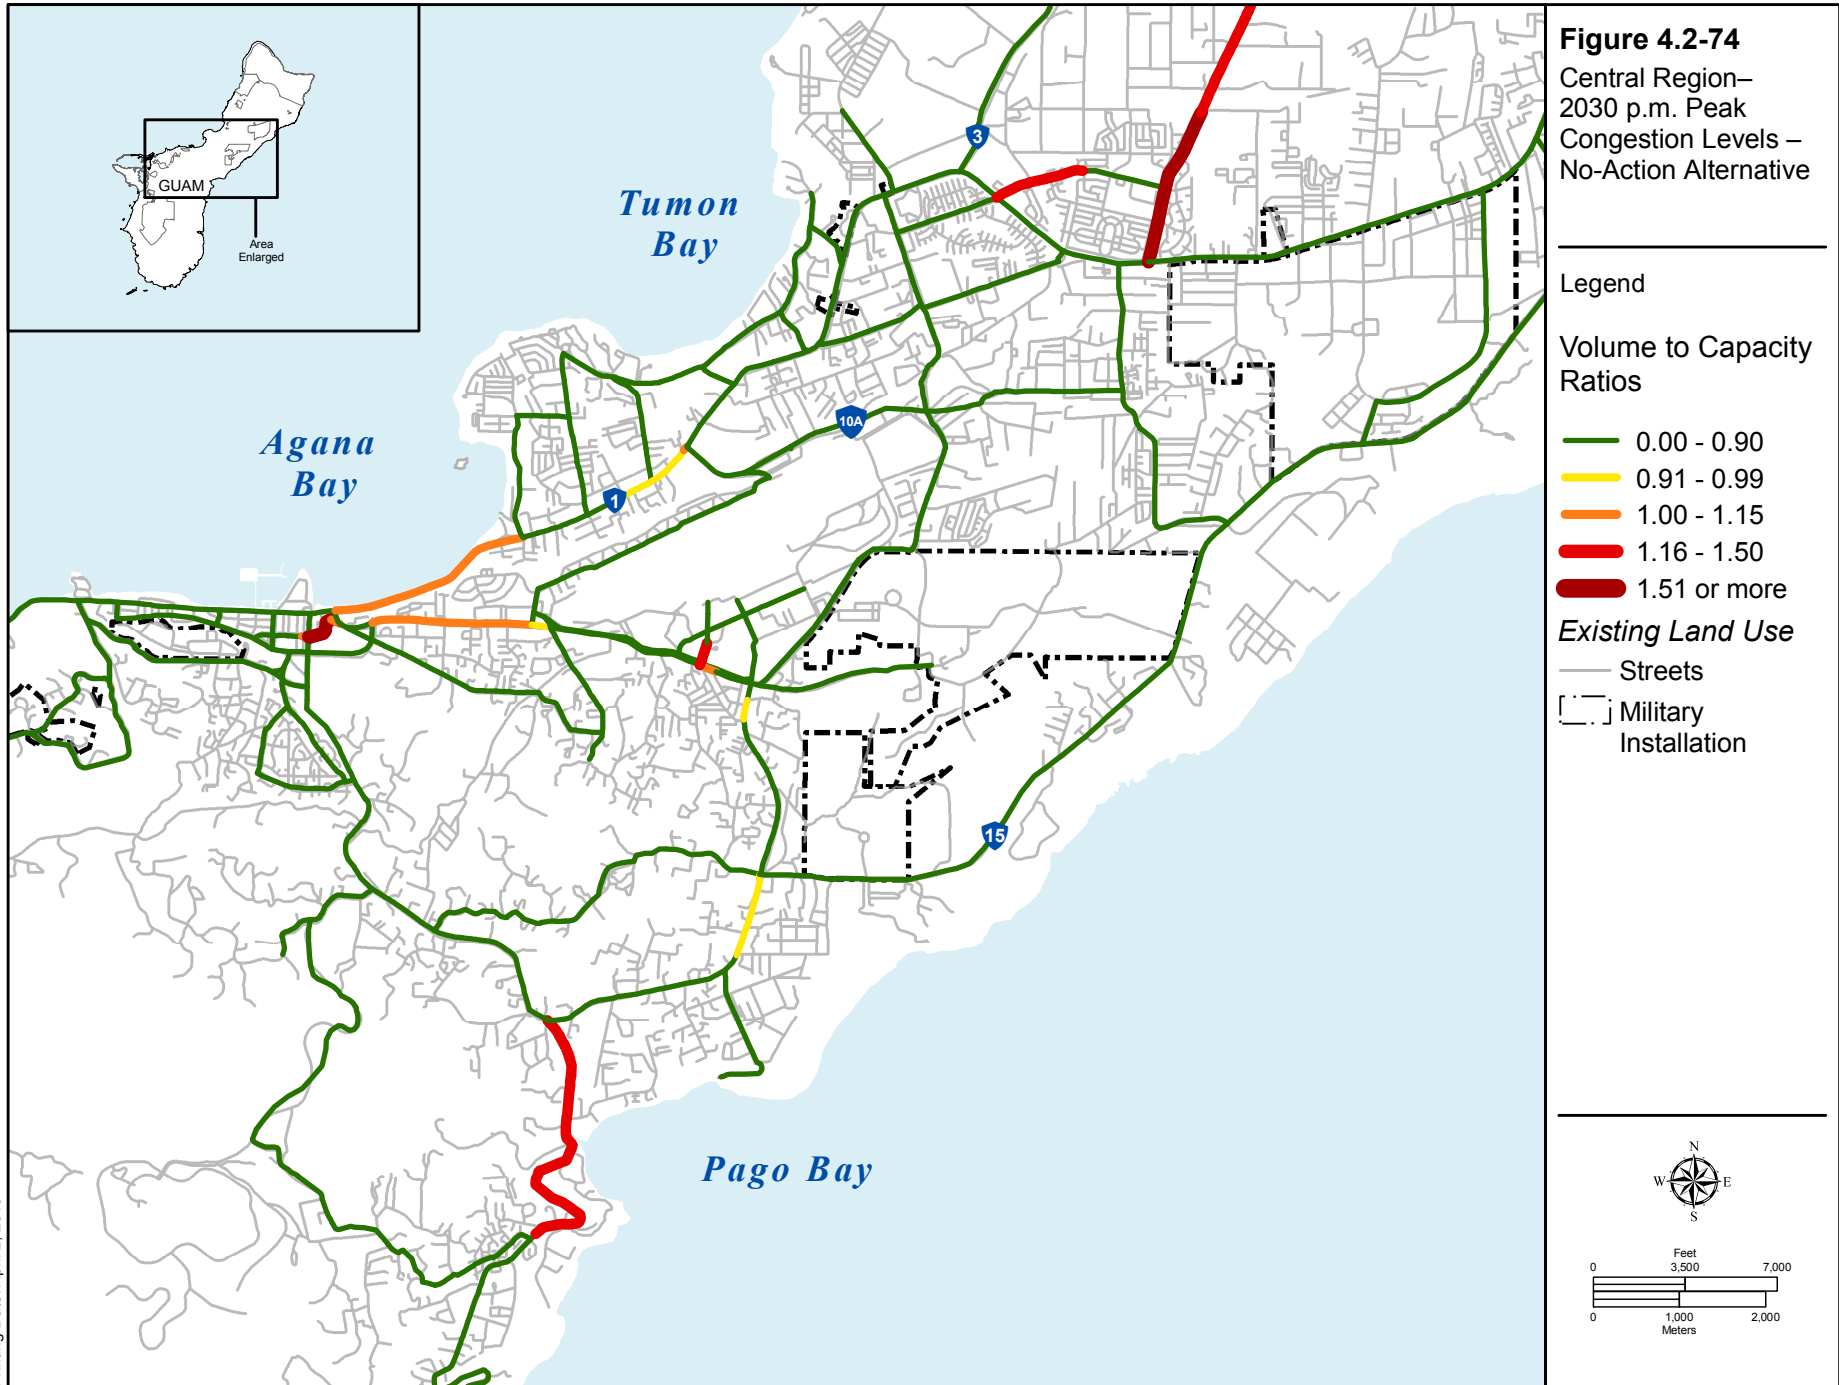 Figure 4.2-74
Central Region–
2030 p.m. Peak
Congestion Levels –
No-Action Alternative
Legend
Volume to Capacity
Ratios
0.00 - 0.90
0.91 - 0.99
1.00 - 1.15
1.16 - 1.50
1.51 or more
Existing Land Use
Streets
Military
Installation
N
W
E
S
Feet
0
3,500
7,000
0
1,000
2,000
Meters
GUAM
Area
Enlarged
Tumon
Bay
Agana
Bay
Pago Bay
3
10A
1
15